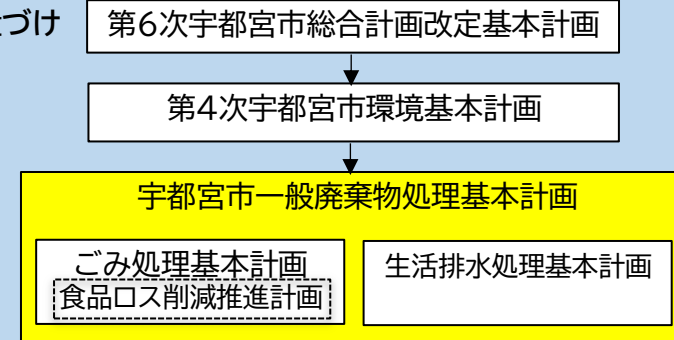 づけ
第6次宇都宮市総合計画改定基本計画
第4次宇都宮市環境基本計画
宇都宮市一般廃棄物処理基本計画
ごみ処理基本計画
食品ロス削減推進計画
生活排水処理基本計画